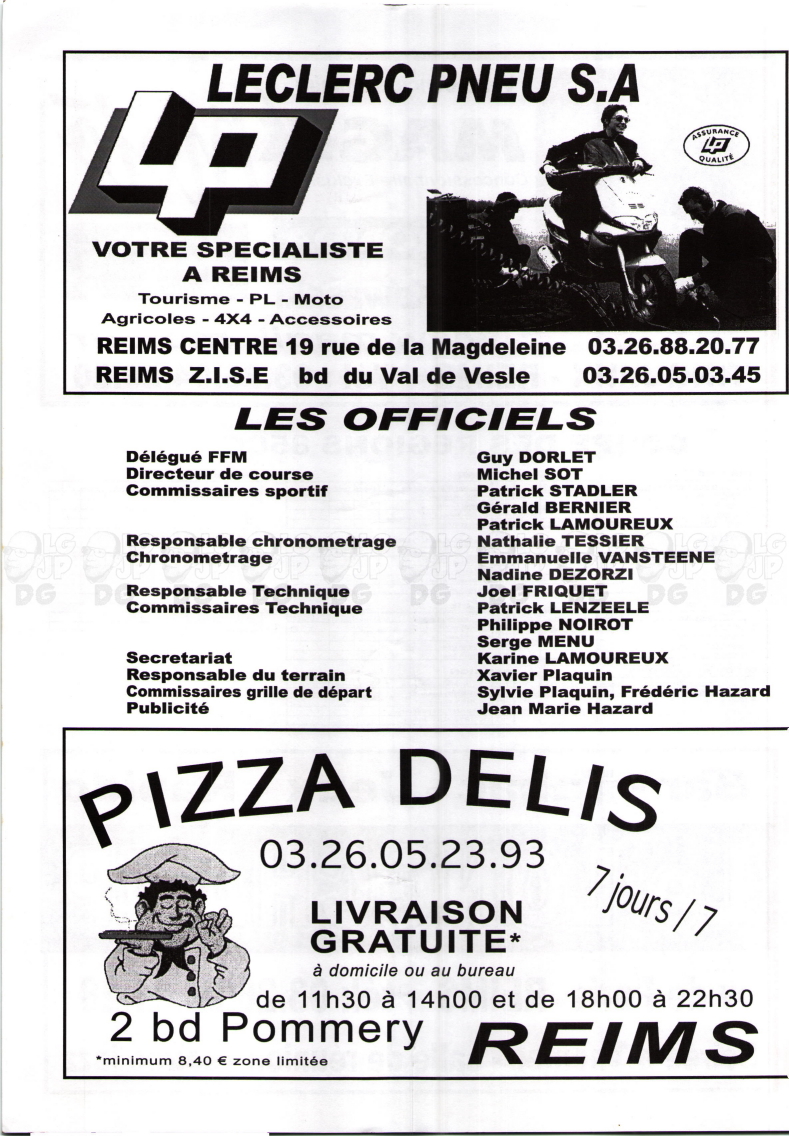 LECLERC PNEU S.A
LP
ASSURANCE
LP
QUALITÉ
VOTRE SPECIALISTE
A REIMS
Tourisme - PL - Moto
Agricoles - 4X4 - Accessoires
REIMS CENTRE 19 rue de la Magdeleine 03.26.88.20.77
REIMS Z.I.S.E bd du Val de Vesle 03.26.05.03.45
LES OFFICIELS
Délégué FFM Guy DORLET
Directeur de course Michel SOT
Commissaires sportif Patrick STADLER
Gérald BERNIER
Patrick LAMOUREUX
Responsable chronometrage Nathalie TESSIER
Chronometrage Emmanuelle VANSTEENE
Nadine DEZORZI
Responsable Technique Joel FRIQUET
Commissaires Technique Patrick LENZEELE
Philippe NOIROT
Serge MENU
Secretariat Karine LAMOUREUX
Responsable du terrain Xavier Plaquin
Commissaires grille de départ Sylvie Plaquin, Frédéric Hazard
Publicité Jean Marie Hazard
PIZZA DELIS
03.26.05.23.93
7 jours / 7
LIVRAISON
GRATUITE*
à domicile ou au bureau
de 11h30 à 14h00 et de 18h00 à 22h30
2 bd Pommery REIMS
*minimum 8,40 € zone limitée